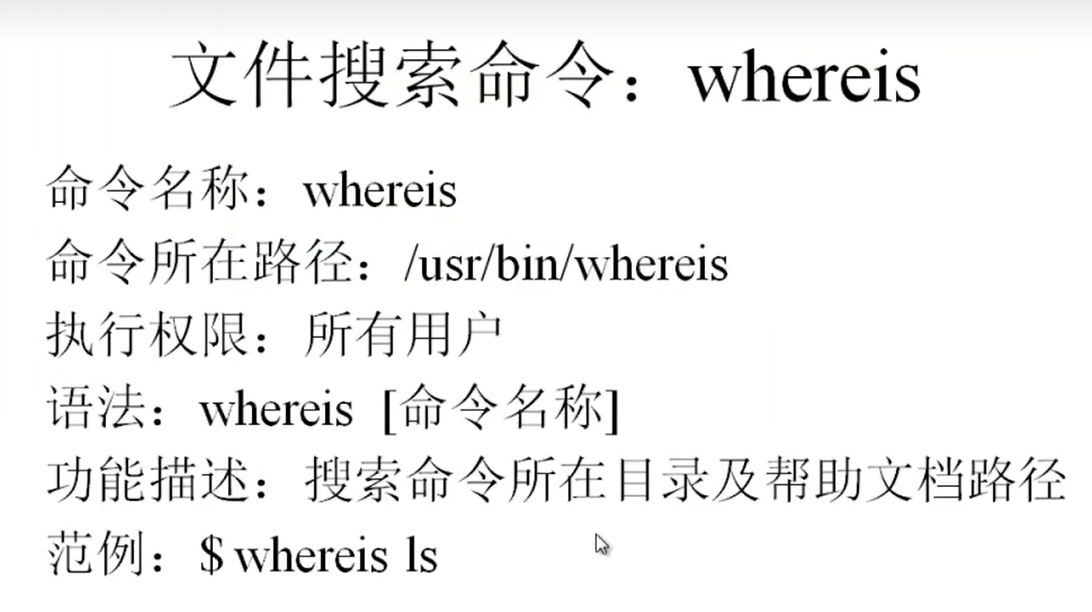 文件搜索命令：whereis
命令名称：whereis
命令所在路径：/usr/bin/whereis
执行权限：所有用户
语法：whereis [命令名称]
功能描述：搜索命令所在目录及帮助文档路径
范例：$ whereis ls